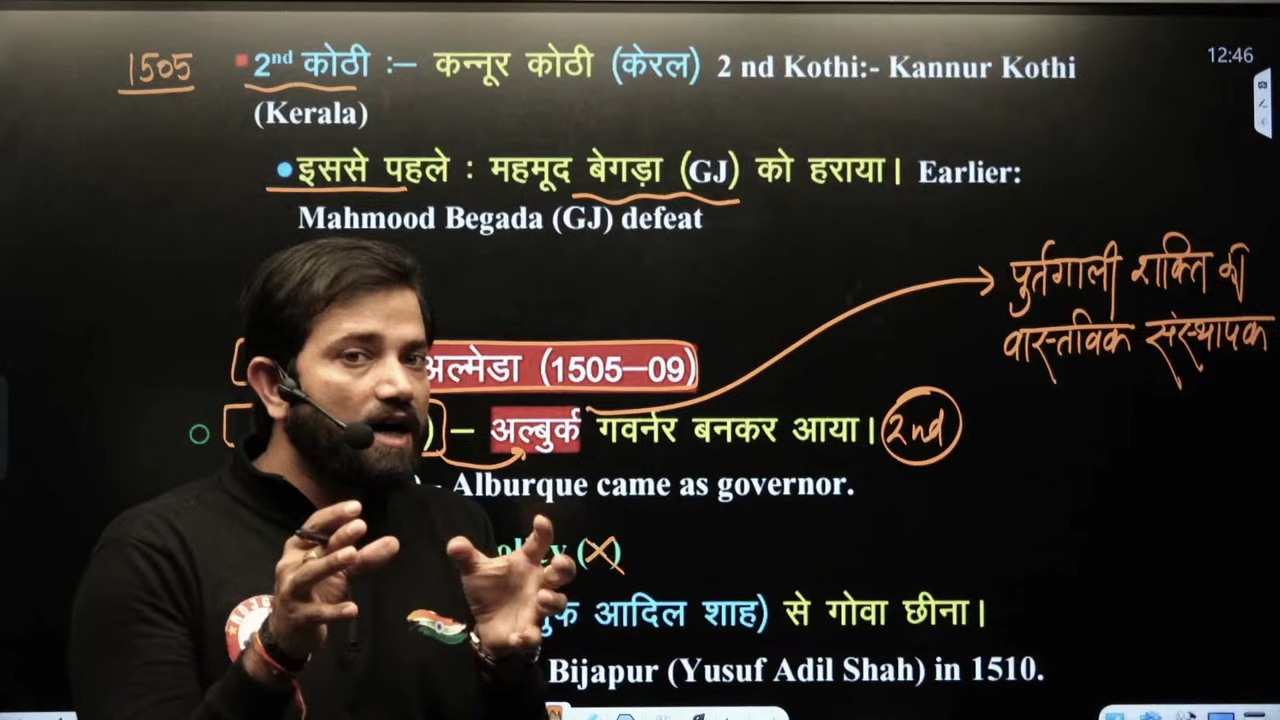 1505
2nd कोठी :– कन्नूर कोठी (केरल) 2 nd Kothi:- Kannur Kothi
12:46
(Kerala)
•इससे पहले : महमूद बेगड़ा (GJ) को हराया। Earlier:
Mahmood Begada (GJ) defeat
पुर्तगाली शक्ति की
वास्तविक संस्थापक
अल्मेडा (1505–09)
) – अल्बुर्क गवर्नर बनकर आया। 2nd
) - Alburque came as governor.
आदिल शाह) से गोवा छीना।
Bijapur (Yusuf Adil Shah) in 1510.